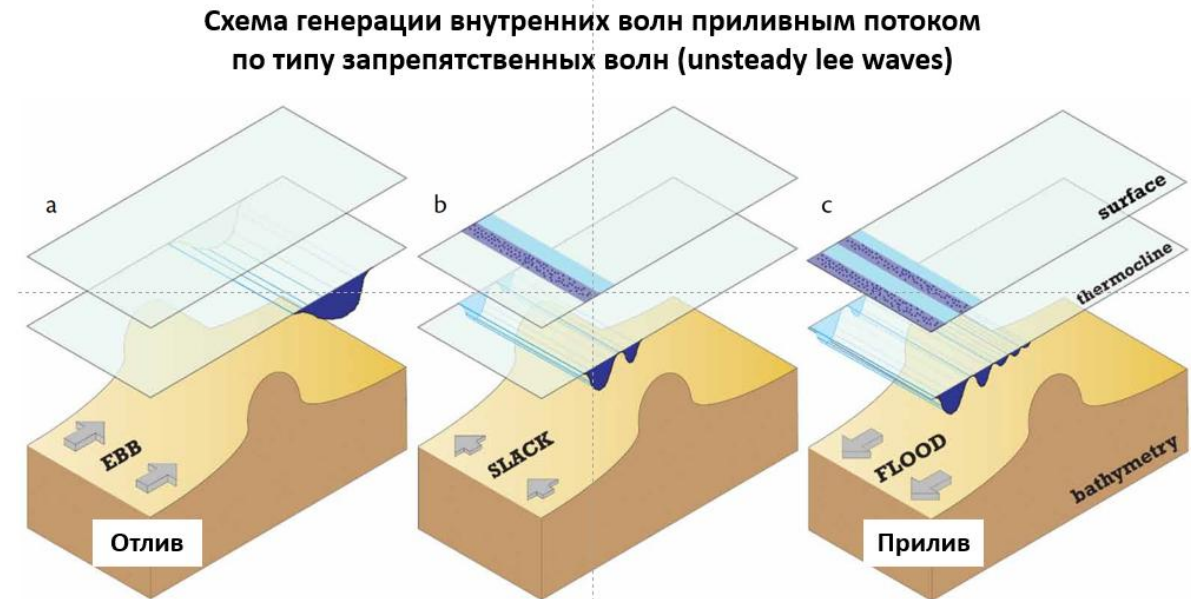 Схема генерации внутренних волн приливным потоком
по типу запрепятственных волн (unsteady lee waves)
a
b
c
surface
thermocline
EBB
SLACK
FLOOD
bathymetry
Отлив
Прилив